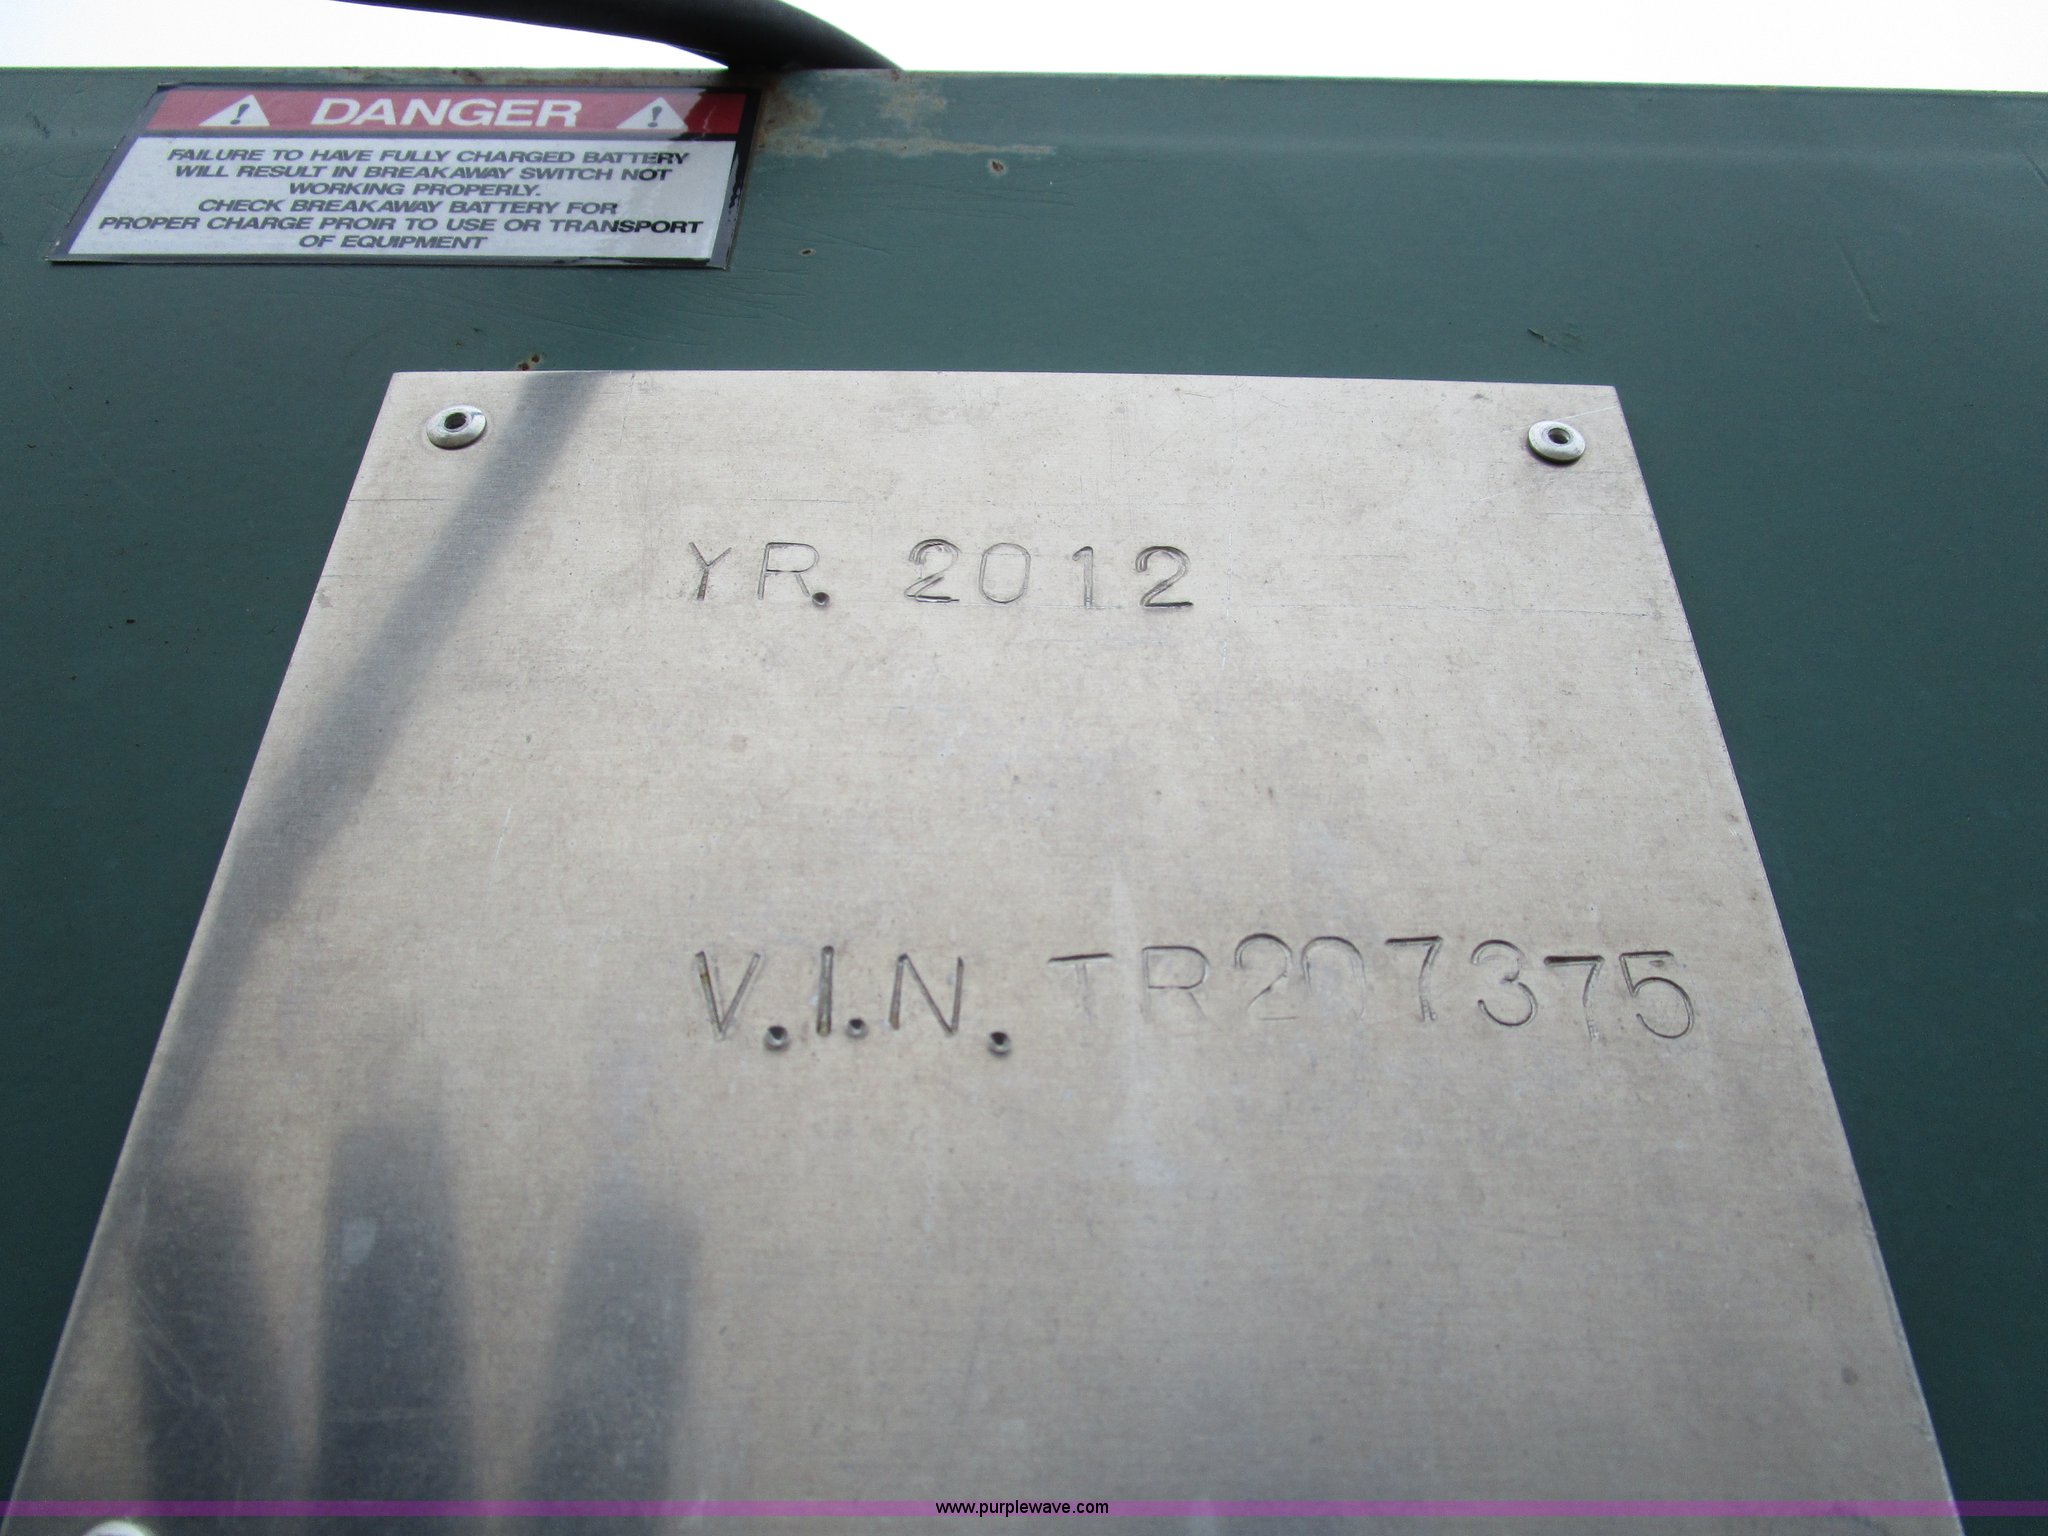 DANGER
FAILURE TO HAVE FULLY CHARGED BATTERY
WILL RESULT IN BREAKAWAY SWITCH NOT
WORKING PROPERLY.
CHECK BREAKAWAY BATTERY FOR
PROPER CHARGE PROIR TO USE OR TRANSPORT
OF EQUIPMENT
YR. 2012
V.I.N. TR207375
www.purplewave.com